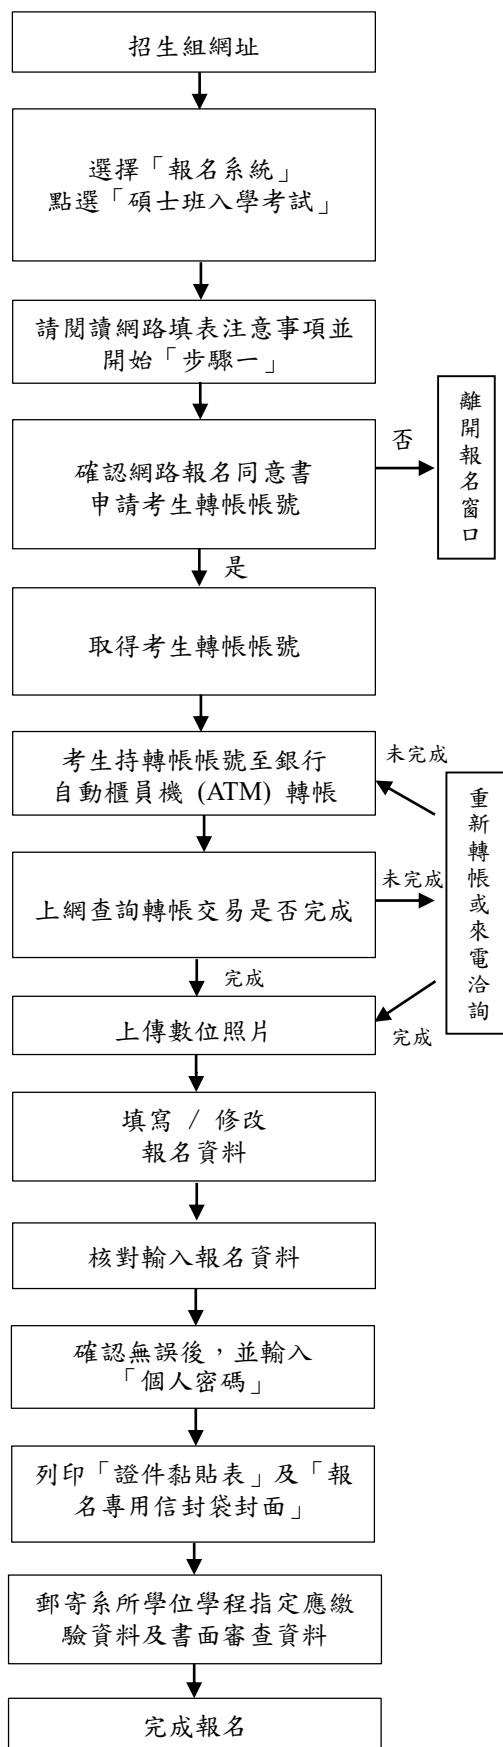 招生組網址
選擇「報名系統」
點選「碩士班入學考試」
請閱讀網路填表注意事項並
開始「步驟一」
確認網路報名同意書
申請考生轉帳帳號
否
離開報名窗口
是
取得考生轉帳帳號
考生持轉帳帳號至銀行
自動櫃員機 (ATM) 轉帳
未完成
重新轉帳或來電洽詢
上網查詢轉帳交易是否完成
未完成
完成
完成
上傳數位照片
填寫 / 修改
報名資料
核對輸入報名資料
確認無誤後，並輸入
「個人密碼」
列印「證件黏貼表」及「報
名專用信封袋封面」
郵寄系所學位學程指定應繳
驗資料及書面審查資料
完成報名